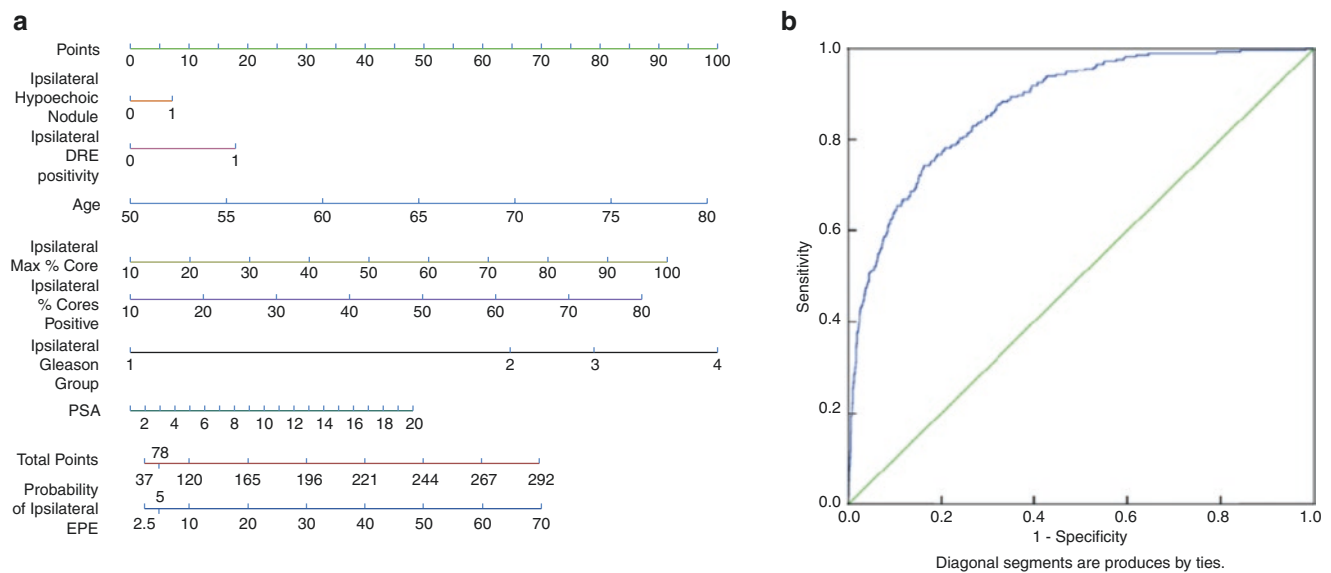 a
Points
0 10 20 30 40 50 60 70 80 90 100
Ipsilateral
Hypoechoic
Nodule
0 1
Ipsilateral
DRE
positivity
0 1
Age
50 55 60 65 70 75 80
Ipsilateral
Max % Core
10 20 30 40 50 60 70 80 90 100
Ipsilateral
% Cores
Positive
10 20 30 40 50 60 70 80
Ipsilateral
Gleason
Group
1 2 3 4
PSA
2 4 6 8 10 12 14 16 18 20
Total Points
78
37 120 165 196 221 244 267 292
Probability
of Ipsilateral
EPE
5
2.5 10 20 30 40 50 60 70
b
1.0
0.8
0.6
0.4
0.2
0.0
Sensitivity
0.0 0.2 0.4 0.6 0.8 1.0
1 - Specificity
Diagonal segments are produces by ties.